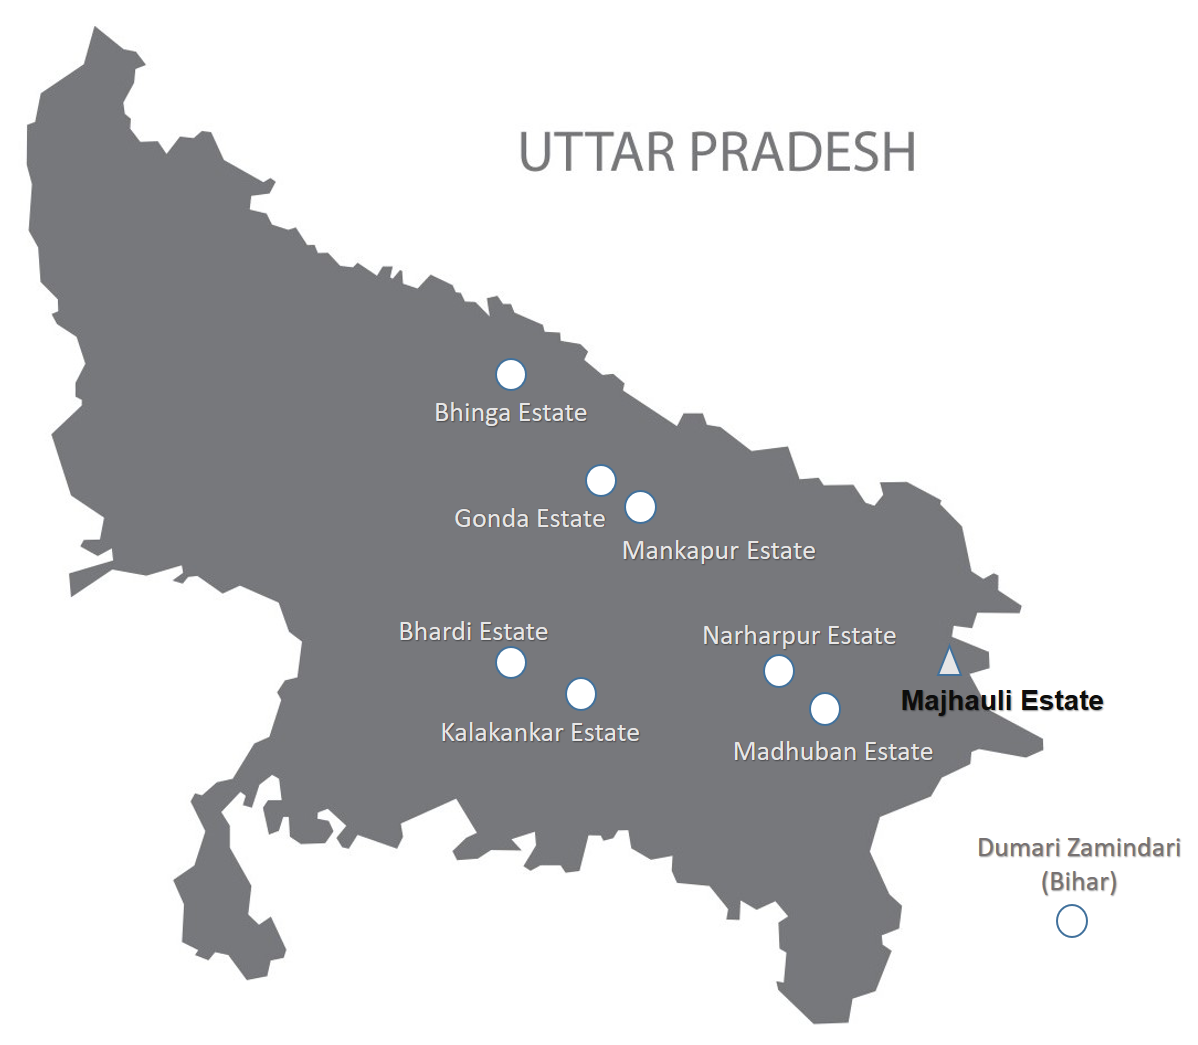 UTTAR PRADESH
Bhinga Estate
Gonda Estate
Mankapur Estate
Bhardi Estate
Narharpur Estate
Majhauli Estate
Kalakankar Estate
Madhuban Estate
Dumari Zamindari
(Bihar)